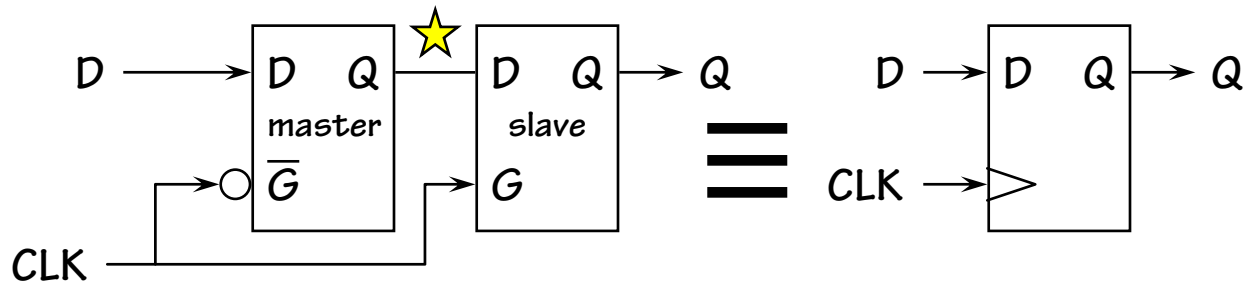 D D Q D Q Q D D Q Q
master slave
G̅ G CLK
CLK